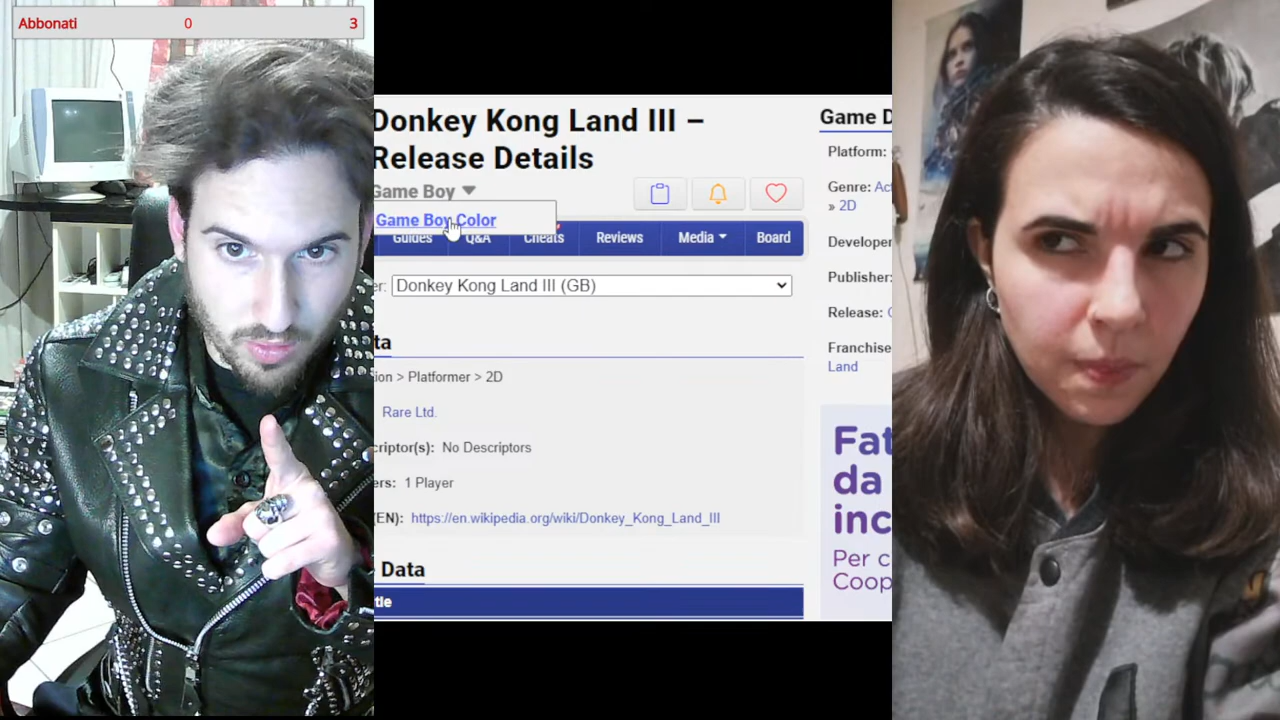 Abbonati 0 3
Donkey Kong Land III –
Release Details
Game Boy
Game Boy Color
Guides Q&A Cheats Reviews Media Board
er: Donkey Kong Land III (GB)
ta
ion > Platformer > 2D
Rare Ltd.
criptor(s): No Descriptors
ers: 1 Player
(EN): https://en.wikipedia.org/wiki/Donkey_Kong_Land_III
Data
tle
Game D
Platform:
Genre: Act
» 2D
Developer
Publisher:
Release:
Franchise
Land
Fat
da
inc
Per c
Coop